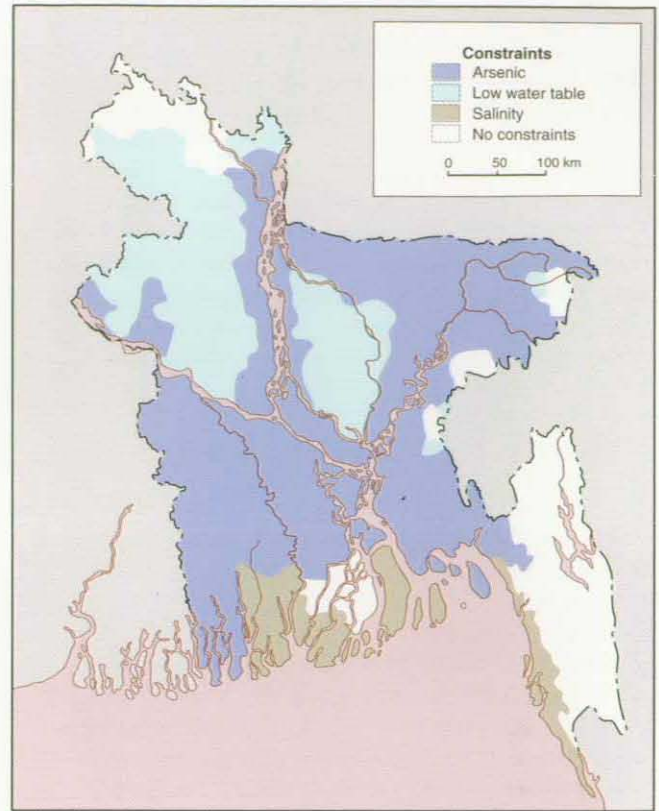 Constraints
Arsenic
Low water table
Salinity
No constraints
0 50 100 km